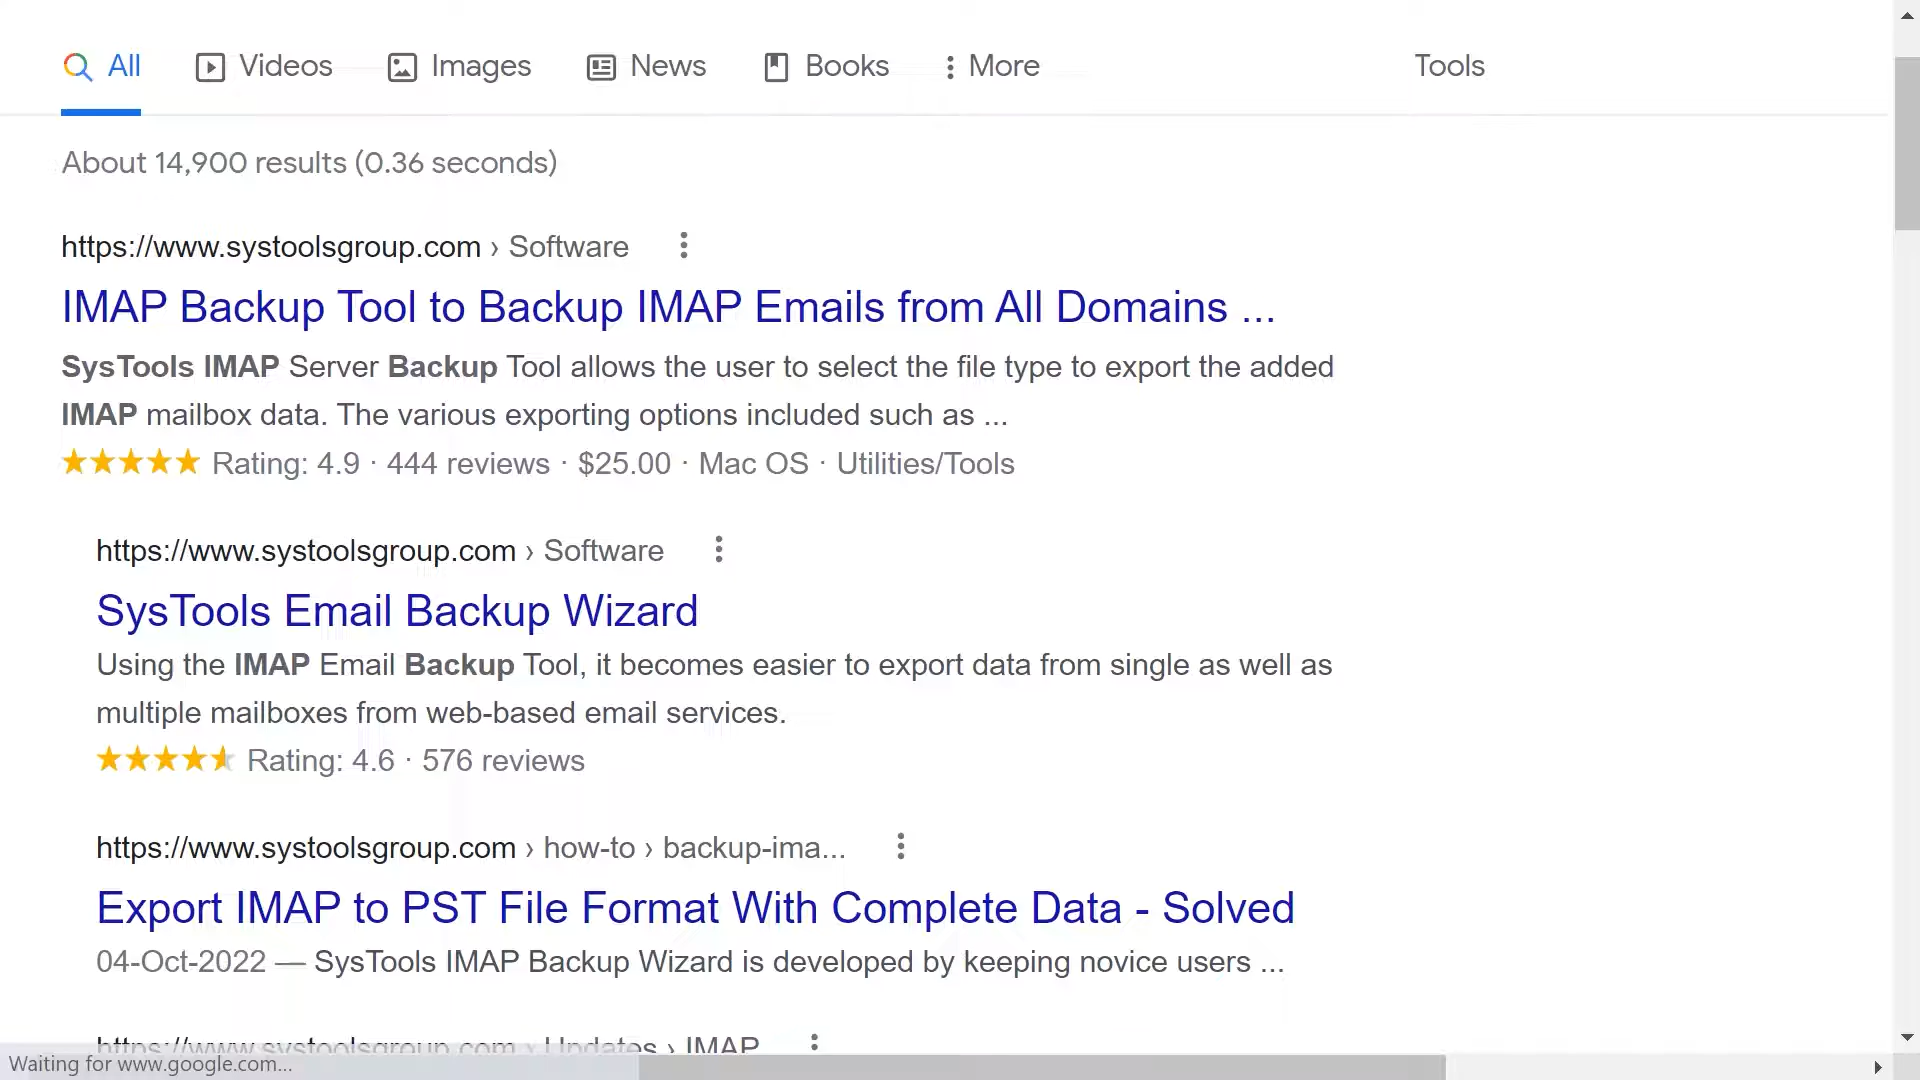 All Videos Images News Books More Tools
About 14,900 results (0.36 seconds)
https://www.systoolsgroup.com › Software
IMAP Backup Tool to Backup IMAP Emails from All Domains ...
SysTools IMAP Server Backup Tool allows the user to select the file type to export the added
IMAP mailbox data. The various exporting options included such as ...
Rating: 4.9 · 444 reviews · $25.00 · Mac OS · Utilities/Tools
https://www.systoolsgroup.com › Software
SysTools Email Backup Wizard
Using the IMAP Email Backup Tool, it becomes easier to export data from single as well as
multiple mailboxes from web-based email services.
Rating: 4.6 · 576 reviews
https://www.systoolsgroup.com › how-to › backup-ima...
Export IMAP to PST File Format With Complete Data - Solved
04-Oct-2022 — SysTools IMAP Backup Wizard is developed by keeping novice users ...
https://www.systoolsgroup.com › Updates › IMAP
Waiting for www.google.com...